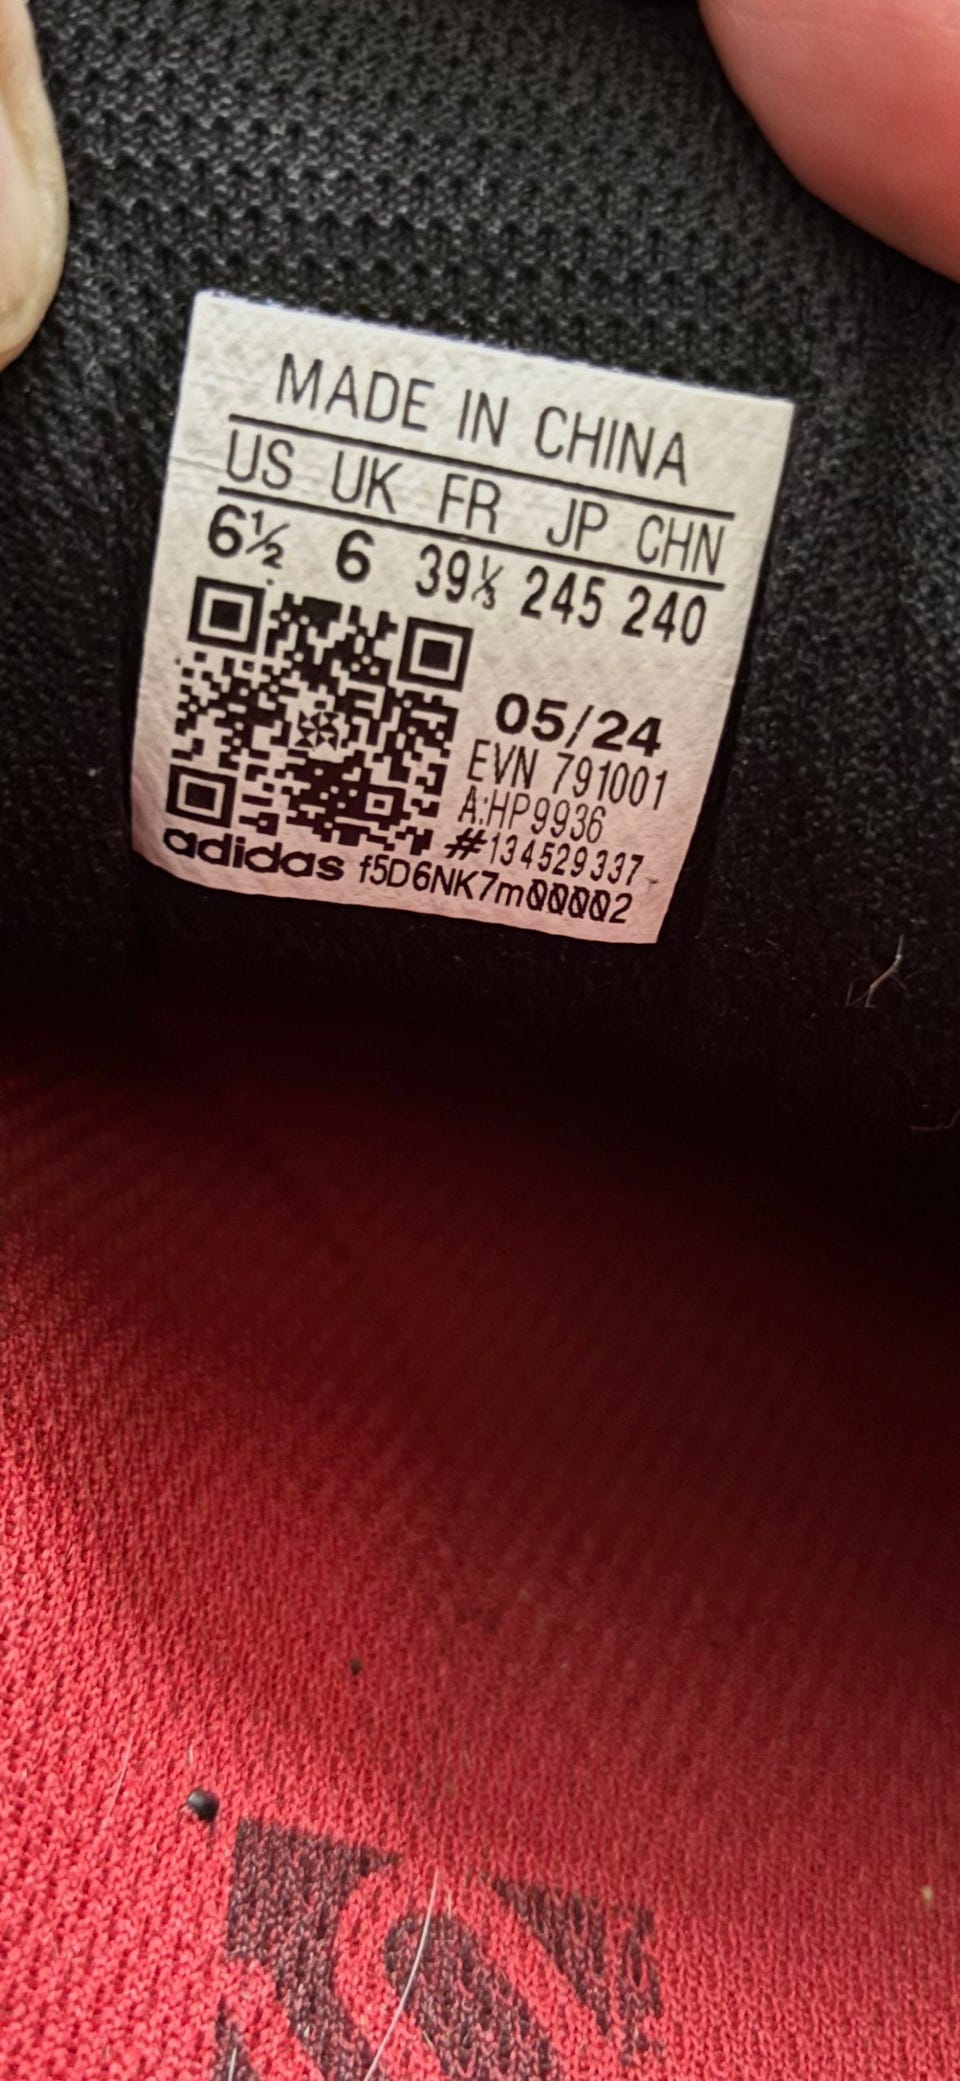 MADE IN CHINA
US UK FR JP CHN
6½ 6 39⅓ 245 240
05/24
EVN 791001
A:HP9936
#134529337
adidas f5D6NK7m00002